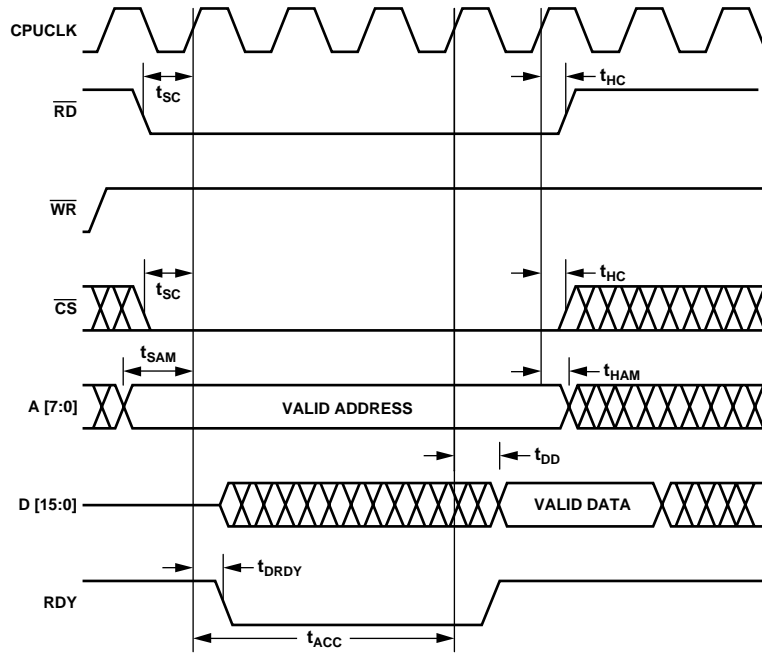 CPUCLK
tSC
tHC
RD
WR
tSC
tHC
CS
tSAM
tHAM
A [7:0]
VALID ADDRESS
tDD
D [15:0]
VALID DATA
tDRDY
RDY
tACC